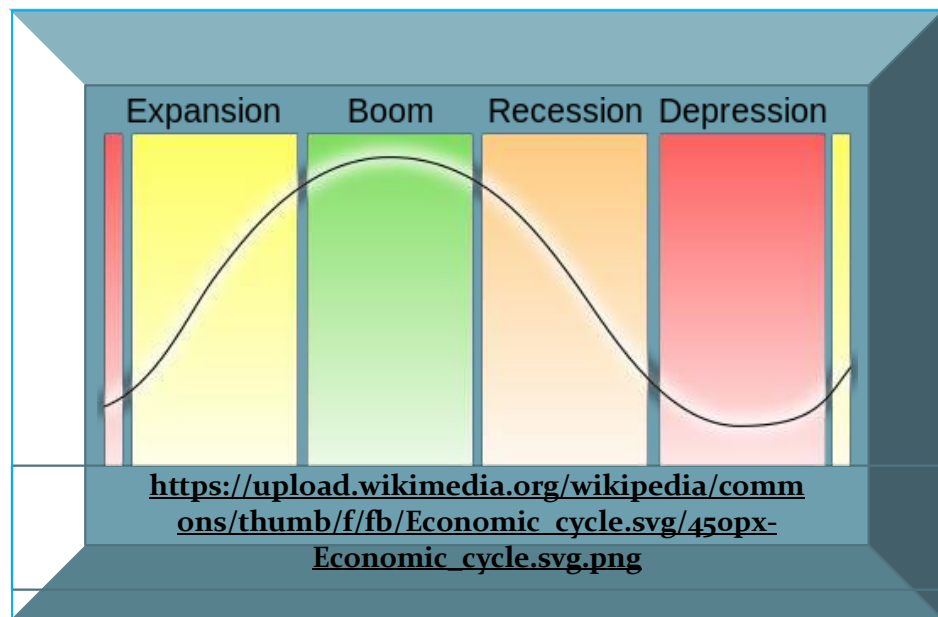 Expansion Boom Recession Depression
https://upload.wikimedia.org/wikipedia/comm
ons/thumb/f/fb/Economic_cycle.svg/450px-
Economic_cycle.svg.png